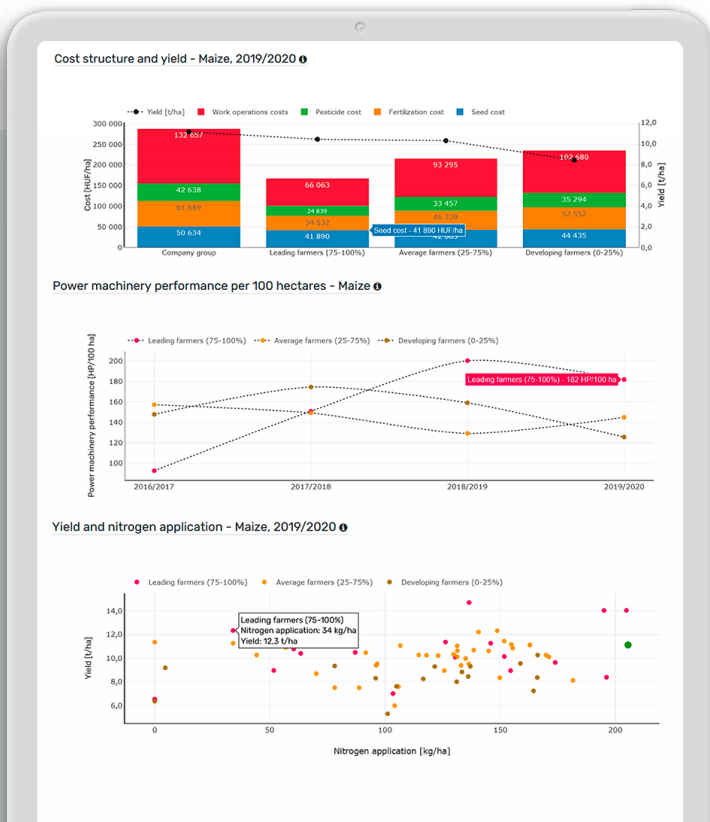 Cost structure and yield - Maize, 2019/2020
Yield [t/ha] Work operations costs Pesticide cost Fertilization cost Seed cost
Cost [HUF/ha]
300 000
250 000
200 000
150 000
100 000
50 000
0
132 657
42 638
61 889
50 634
66 063
24 839
34 532
41 890
93 295
33 457
46 339
102 680
35 294
52 552
44 435
Seed cost - 41 890 HUF/ha
12,0
10,0
8,0
6,0
4,0
2,0
0,0
Yield [t/ha]
Company group Leading farmers (75-100%) Average farmers (25-75%) Developing farmers (0-25%)
Power machinery performance per 100 hectares - Maize
Leading farmers (75-100%) Average farmers (25-75%) Developing farmers (0-25%)
Power machinery performance [HP/100 ha]
200
180
160
140
120
100
Leading farmers (75-100%) - 182 HP/100 ha
2016/2017 2017/2018 2018/2019 2019/2020
Yield and nitrogen application - Maize, 2019/2020
Leading farmers (75-100%) Average farmers (25-75%) Developing farmers (0-25%)
Yield [t/ha]
14,0
12,0
10,0
8,0
6,0
Leading farmers (75-100%)
Nitrogen application: 34 kg/ha
Yield: 12,3 t/ha
0 50 100 150 200
Nitrogen application [kg/ha]